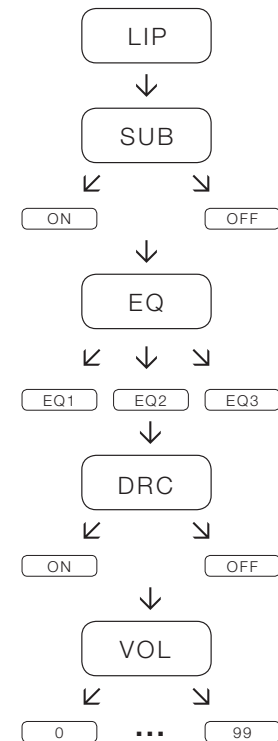 LIP
SUB
ON OFF
EQ
EQ1 EQ2 EQ3
DRC
ON OFF
VOL
0 ... 99